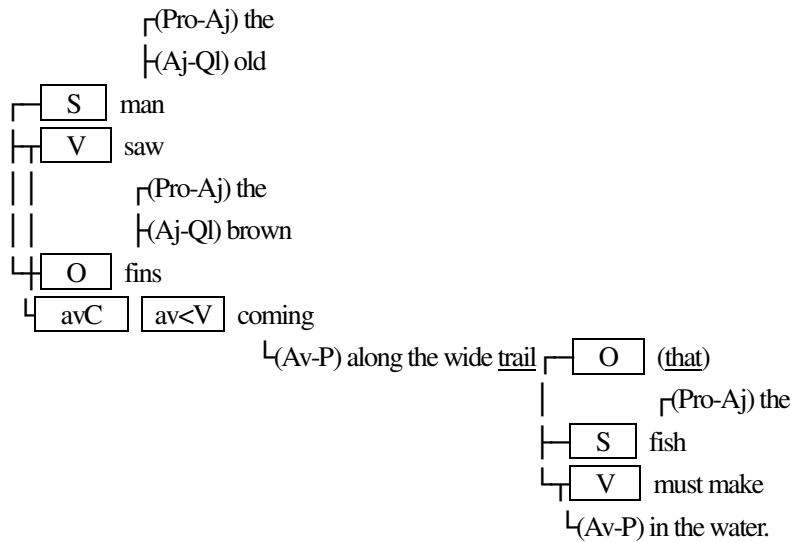 (Pro-Aj) the
(Aj-Ql) old
S man
V saw
(Pro-Aj) the
(Aj-Ql) brown
O fins
avC av<V coming
(Av-P) along the wide trail O (that)
(Pro-Aj) the
S fish
V must make
(Av-P) in the water.